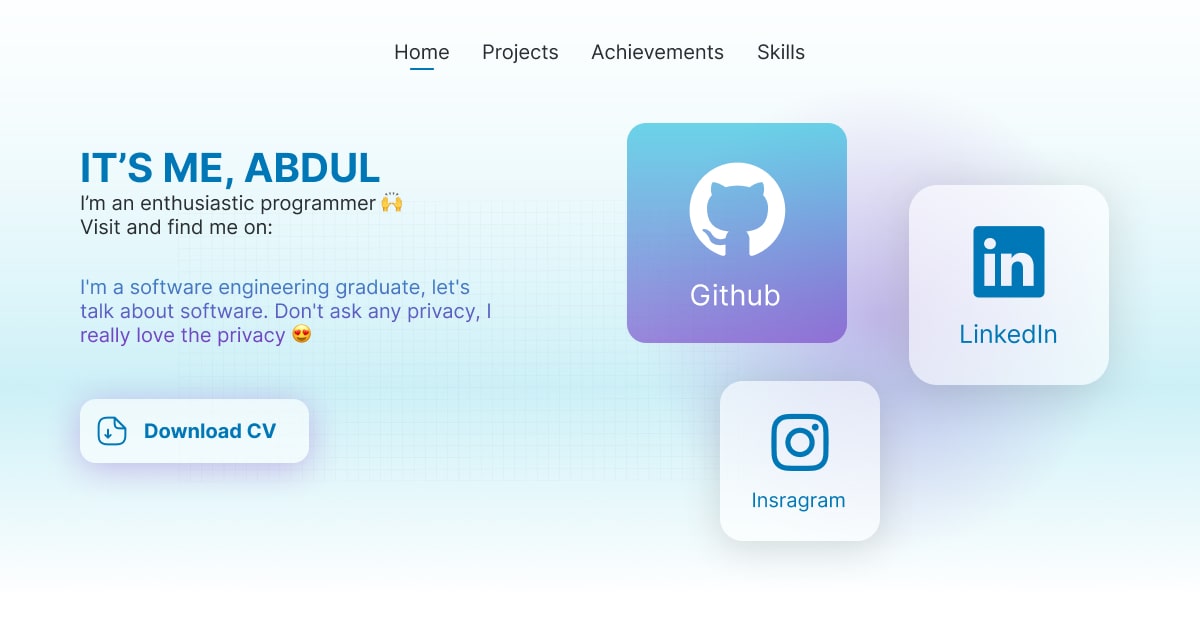 Home Projects Achievements Skills
IT’S ME, ABDUL
I’m an enthusiastic programmer 🙌
Visit and find me on:
I'm a software engineering graduate, let's
talk about software. Don't ask any privacy, I
really love the privacy 😍
Download CV
Github
LinkedIn
Insragram